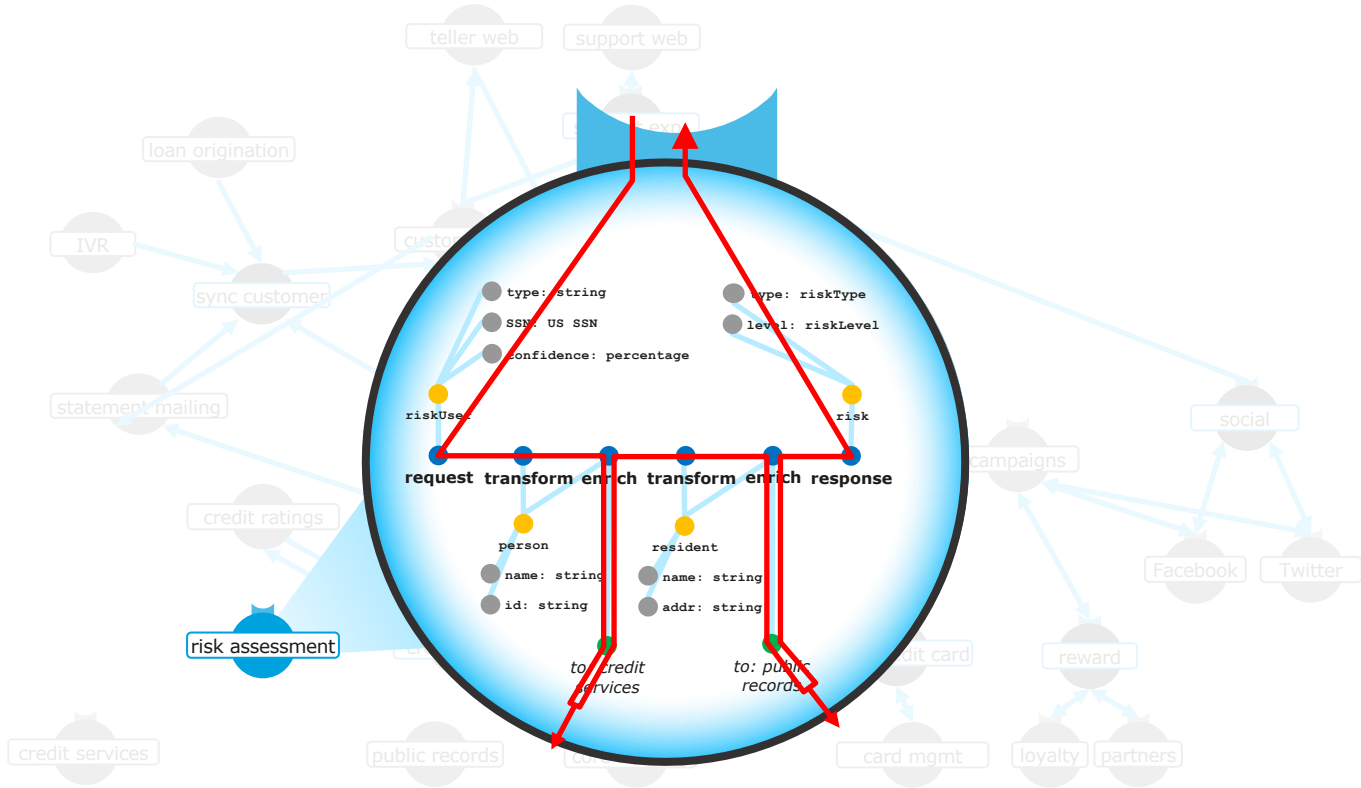 teller web
support web
loan origination
IVR
sync customer
type: string
SSN: US SSN
confidence: percentage
type: riskType
level: riskLevel
riskUser
risk
statement mailing
social
campaigns
request transform enrich transform enrich response
credit ratings
person
resident
name: string
name: string
id: string
addr: string
Facebook
Twitter
risk assessment
to: credit
services
to: public
records
card
reward
credit services
public records
card mgmt
loyalty
partners